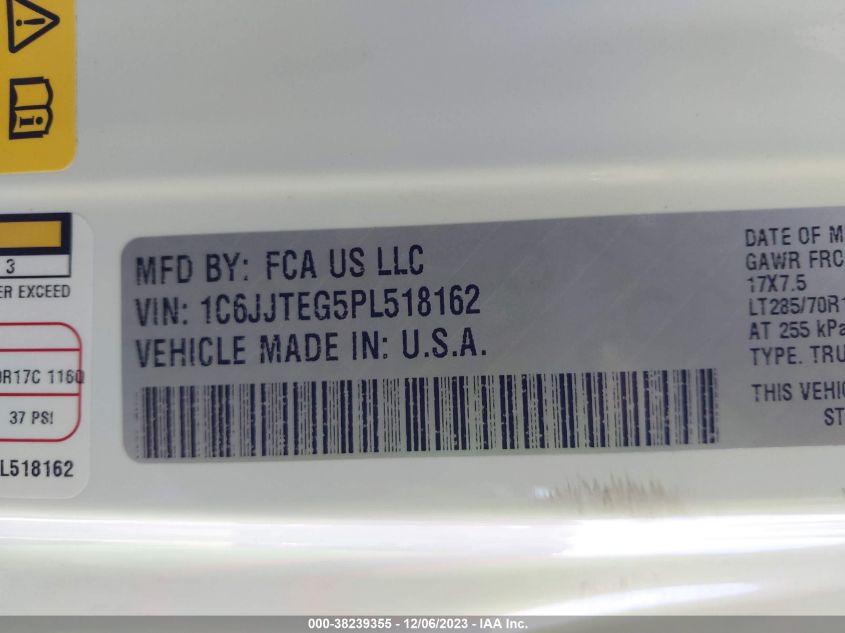 3
ER EXCEED
0R17C 116
37 PSI
L518162
MFD BY: FCA US LLC
VIN: 1C6JJTEG5PL518162
VEHICLE MADE IN: U.S.A.
DATE OF M
GAWR FRC
17X7.5
LT285/70R1
AT 255 kPa
TYPE. TRU
THIS VEHIC
ST
000-38239355 - 12/06/2023 - © IAA Inc.